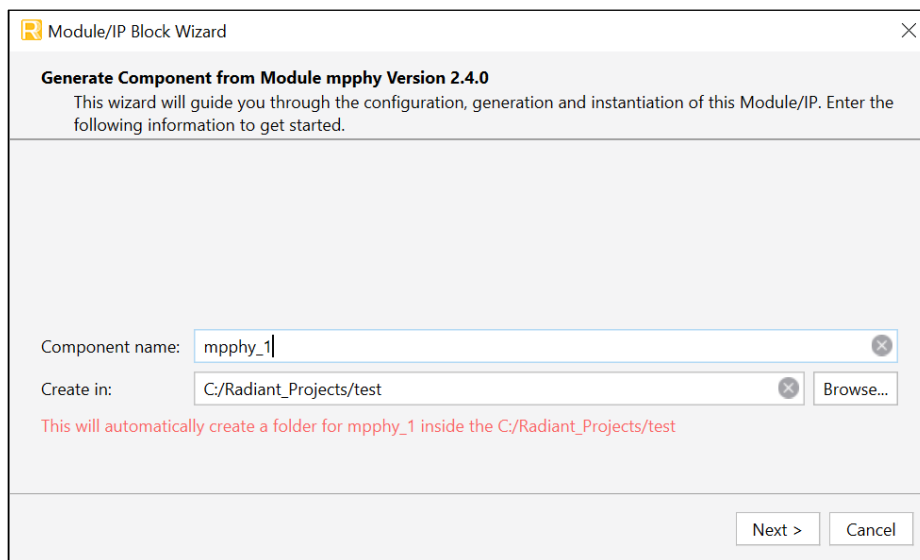 Module/IP Block Wizard
Generate Component from Module mpphy Version 2.4.0
This wizard will guide you through the configuration, generation and instantiation of this Module/IP. Enter the
following information to get started.
Component name: mpphy_1
Create in: C:/Radiant_Projects/test Browse...
This will automatically create a folder for mpphy_1 inside the C:/Radiant_Projects/test
Next > Cancel